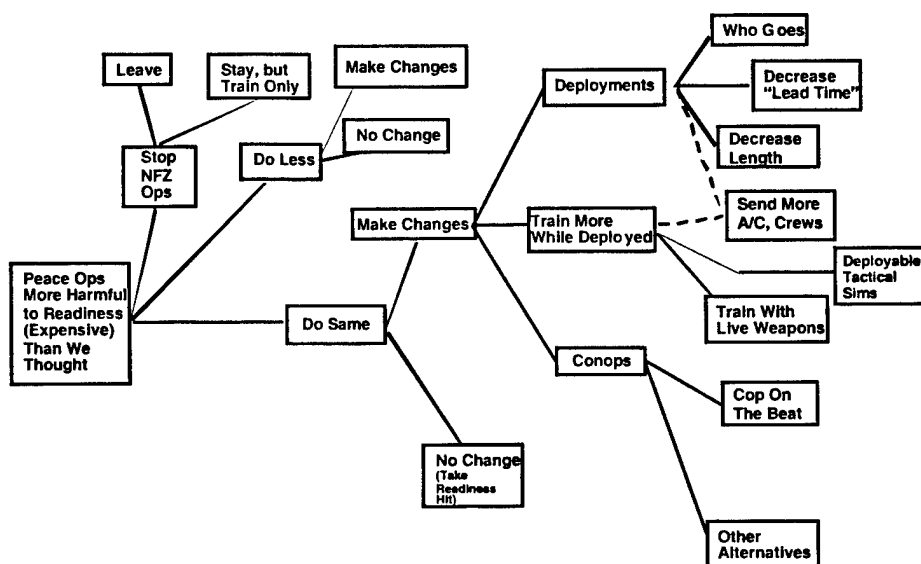 Leave
Stay, but
Train Only
Make Changes
No Change
Stop
NFZ
Ops
Do Less
Peace Ops
More Harmful
to Readiness
(Expensive)
Than We
Thought
Do Same
Make Changes
No Change
(Take
Readiness
Hit)
Deployments
Who Goes
Decrease
"Lead Time"
Decrease
Length
Send More
A/C, Crews
Train More
While Deployed
Deployable
Tactical
Sims
Train With
Live Weapons
Conops
Cop On
The Beat
Other
Alternatives